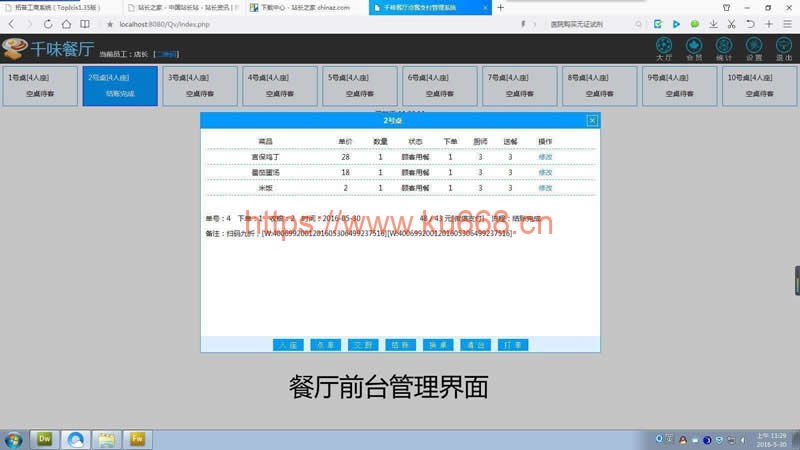 拓普工商系统（TopIcis1.35版）
站长之家 - 中国站长站 - 站长资讯 | 我
下载中心 - 站长之家 chinaz.com
千味餐厅点餐支付管理系统
localhost:8080/Qv/index.php
医院购买无证试剂
千味餐厅 当前员工：店长 [二维码]
大厅 会员 统计 设置 退出
1号桌[4人座] 2号桌[4人座] 3号桌[4人座] 4号桌[4人座] 5号桌[4人座] 6号桌[4人座] 7号桌[4人座] 8号桌[4人座] 9号桌[4人座] 10号桌[4人座]
空桌待客 结账完成 空桌待客 空桌待客 空桌待客 空桌待客 空桌待客 空桌待客 空桌待客 空桌待客
2号桌
菜品 单价 数量 状态 下单 厨师 送餐 操作
宫保鸡丁 28 1 顾客用餐 1 3 3 修改
番茄蛋汤 18 1 顾客用餐 1 3 3 修改
米饭 2 1 顾客用餐 1 3 3 修改
单号：4 下单：1 收银：2 时间：2016-05-30 48 / 43 元[微信支付] 流程：结账完成
备注：扫码九折，[W:4006992001201605306499237516][W:4006992001201605306499237516]
https://www.ku668.cn
入座 点单 交厨 结账 换桌 清台 打单
餐厅前台管理界面
Dw
Fw
上午 11:29
2016-5-30